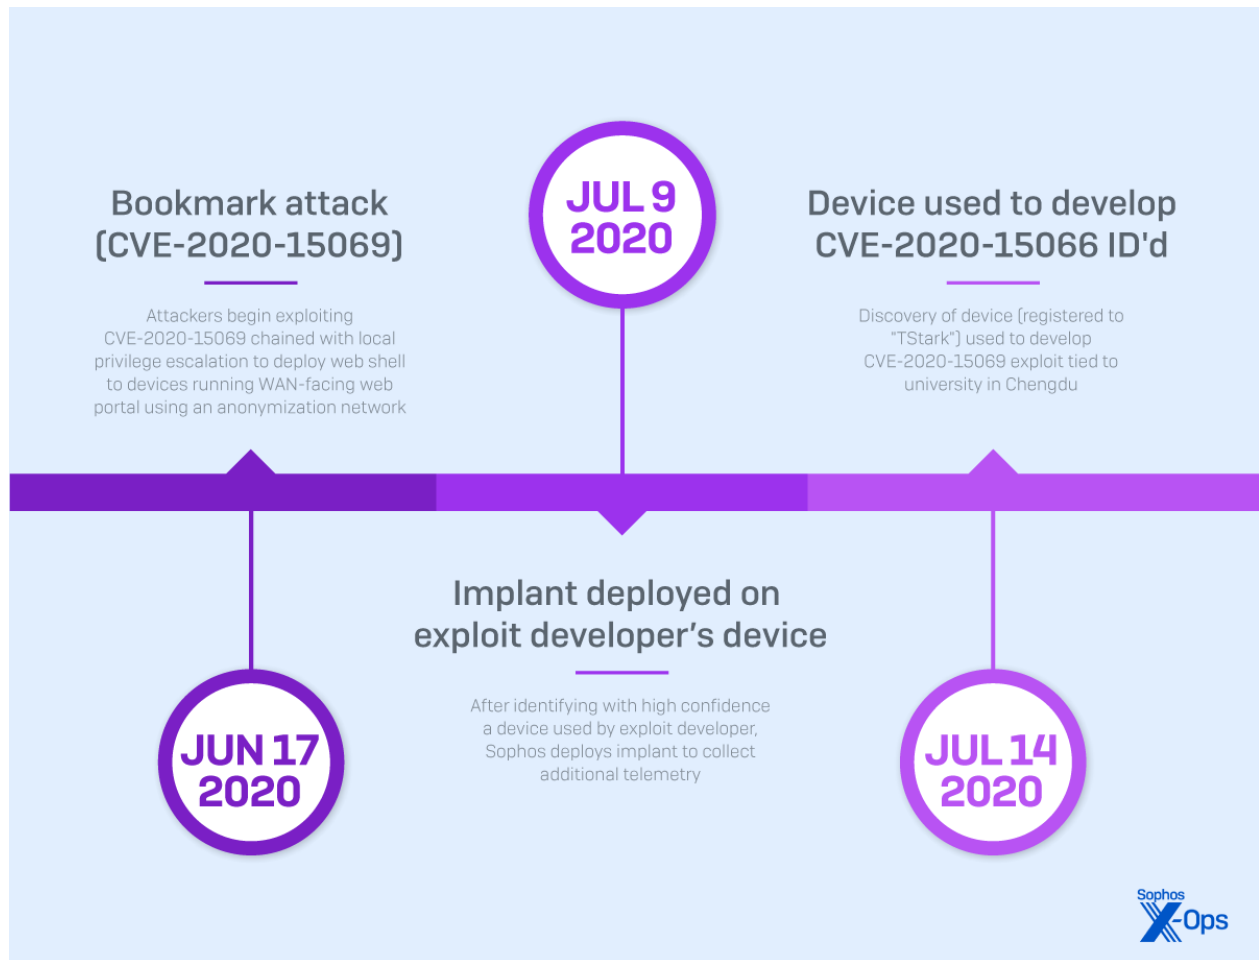 Bookmark attack
(CVE-2020-15069)
Attackers begin exploiting
CVE-2020-15069 chained with local
privilege escalation to deploy web shell
to devices running WAN-facing web
portal using an anonymization network
JUN 17
2020
JUL 9
2020
Implant deployed on
exploit developer’s device
After identifying with high confidence
a device used by exploit developer,
Sophos deploys implant to collect
additional telemetry
Device used to develop
CVE-2020-15066 ID'd
Discovery of device (registered to
"TStark") used to develop
CVE-2020-15069 exploit tied to
university in Chengdu
JUL 14
2020
Sophos
X-Ops